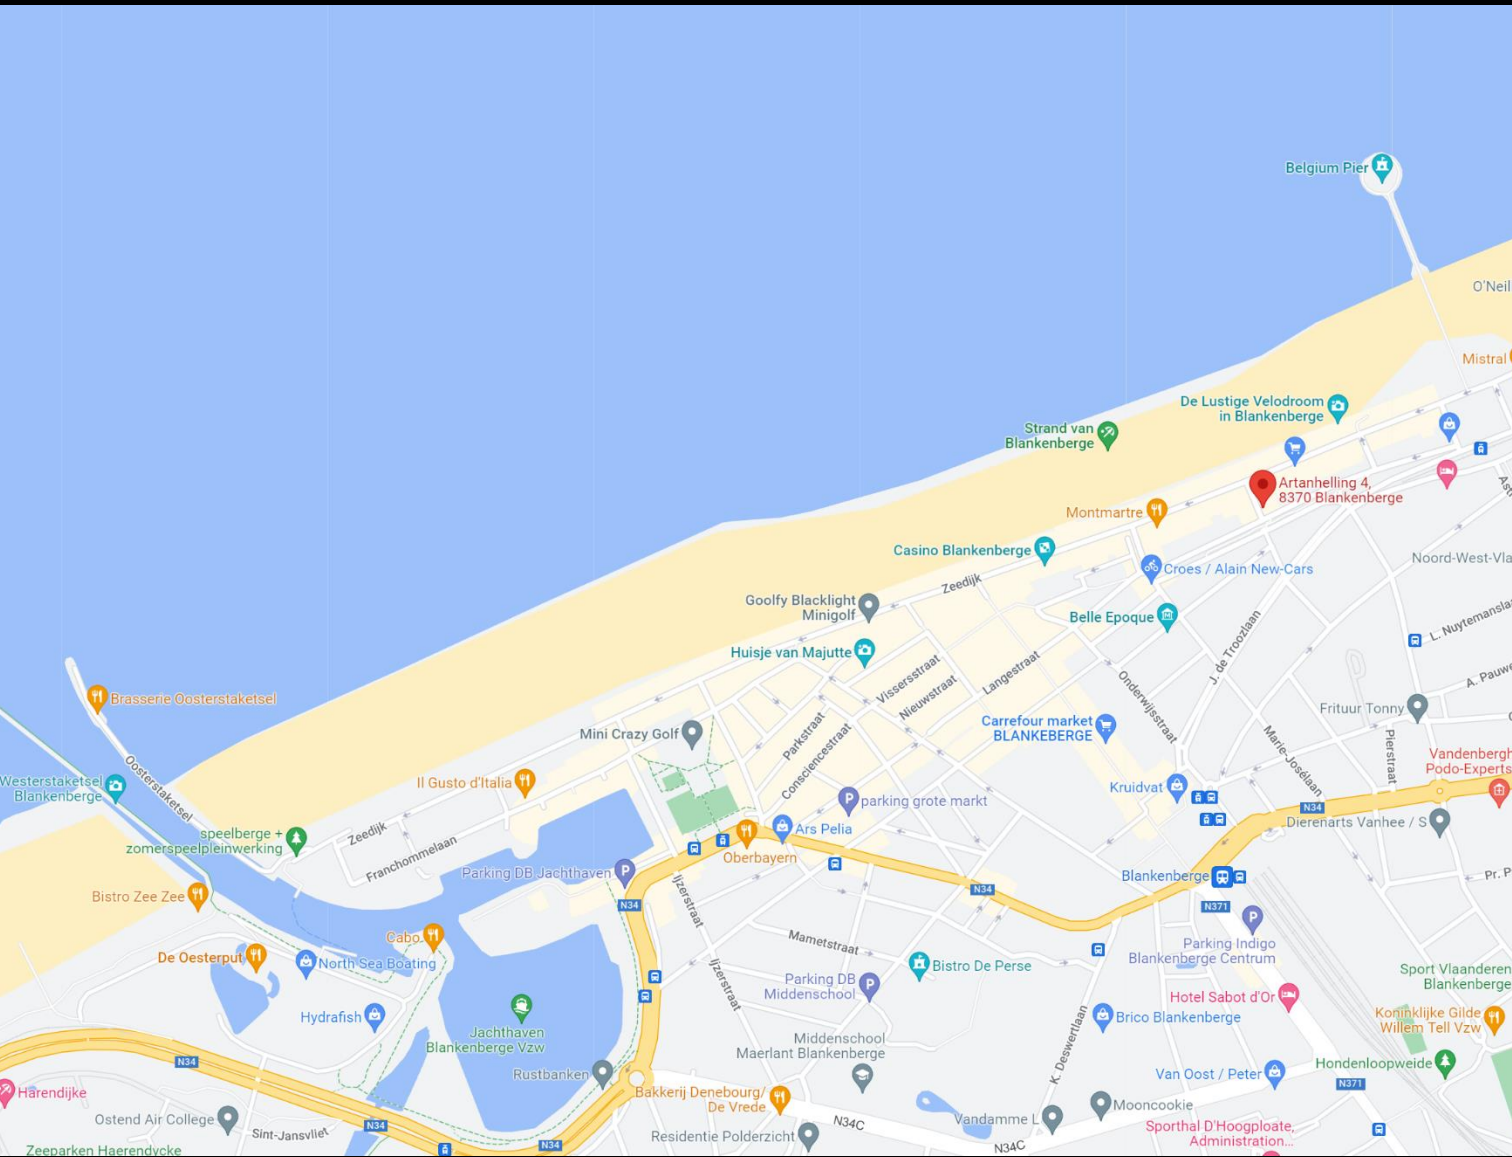 Belgium Pier
O'Neil
Mistral
De Lustige Velodroom
in Blankenberge
Strand van
Blankenberge
Artanhelling 4,
8370 Blankenberge
Montmartre
Casino Blankenberge
Croes / Alain New-Cars
Noord-West-Vla
Zeedijk
Goolfy Blacklight
Minigolf
Belle Epoque
L. Nuytemansla
J. de Troozlaan
Huisje van Majutte
Vissersstraat
Nieuwstraat
Langestraat
Onderwijsstraat
A. Pauwe
Brasserie Oosterstaketsel
Frituur Tonny
Carrefour market
BLANKEBERGE
Mini Crazy Golf
Parkstraat
Consciencestraat
Marie-Josélaan
Pierstraat
Vandenbergh
Podo-Experts
Oosterstaketsel
Westerstaketsel
Blankenberge
Il Gusto d'Italia
Kruidvat
parking grote markt
N34
Dierenarts Vanhee / S
Ars Pelia
speelberge +
zomerspeelpleinwerking
Zeedijk
Franchommelaan
Oberbayern
Parking DB Jachthaven
Blankenberge
Pr. P
N34
Bistro Zee Zee
N34
Ijzerstraat
N371
Cabo
Mametstraat
Parking Indigo
Blankenberge Centrum
De Oesterput
North Sea Boating
Bistro De Perse
Sport Vlaanderen
Blankenberge
Parking DB
Middenschool
Ijzerstraat
Hotel Sabot d'Or
Hydrafish
Jachthaven
Blankenberge Vzw
Brico Blankenberge
Koninklijke Gilde
Willem Tell Vzw
Middenschool
Maerlant Blankenberge
K. Deswertlaan
N34
Rustbanken
Van Oost / Peter
Hondenloopweide
N371
Harendijke
Bakkerij Denebourg/
De Vrede
Mooncookie
Ostend Air College
Sint-Jansvliet
N34
N34C
Vandamme L
Sporthal D'Hoogploate,
Administration...
Residentie Polderzicht
N34
N34C
Zeeparken Haerendycke